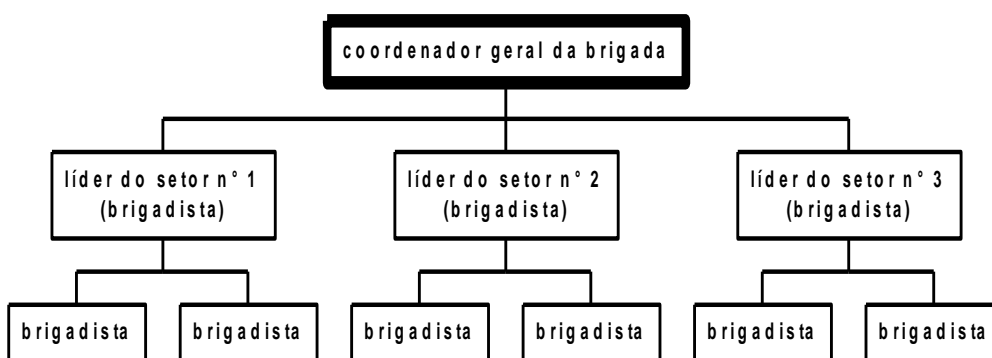 coordenador geral da brigada
líder do setor n° 1
(brigadista)
líder do setor n° 2
(brigadista)
líder do setor n° 3
(brigadista)
brigadista
brigadista
brigadista
brigadista
brigadista
brigadista